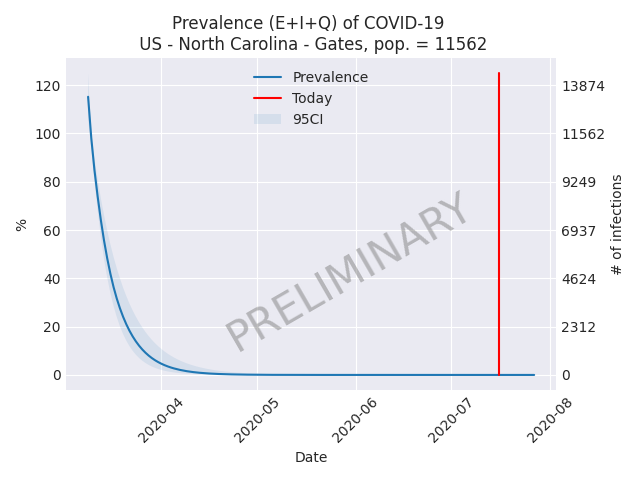 Prevalence (E+I+Q) of COVID-19
US - North Carolina - Gates, pop. = 11562
Prevalence
Today
95CI
120
100
80
60
40
20
0
%
13874
11562
9249
6937
4624
2312
0
# of infections
PRELIMINARY
2020-04
2020-05
2020-06
2020-07
2020-08
Date